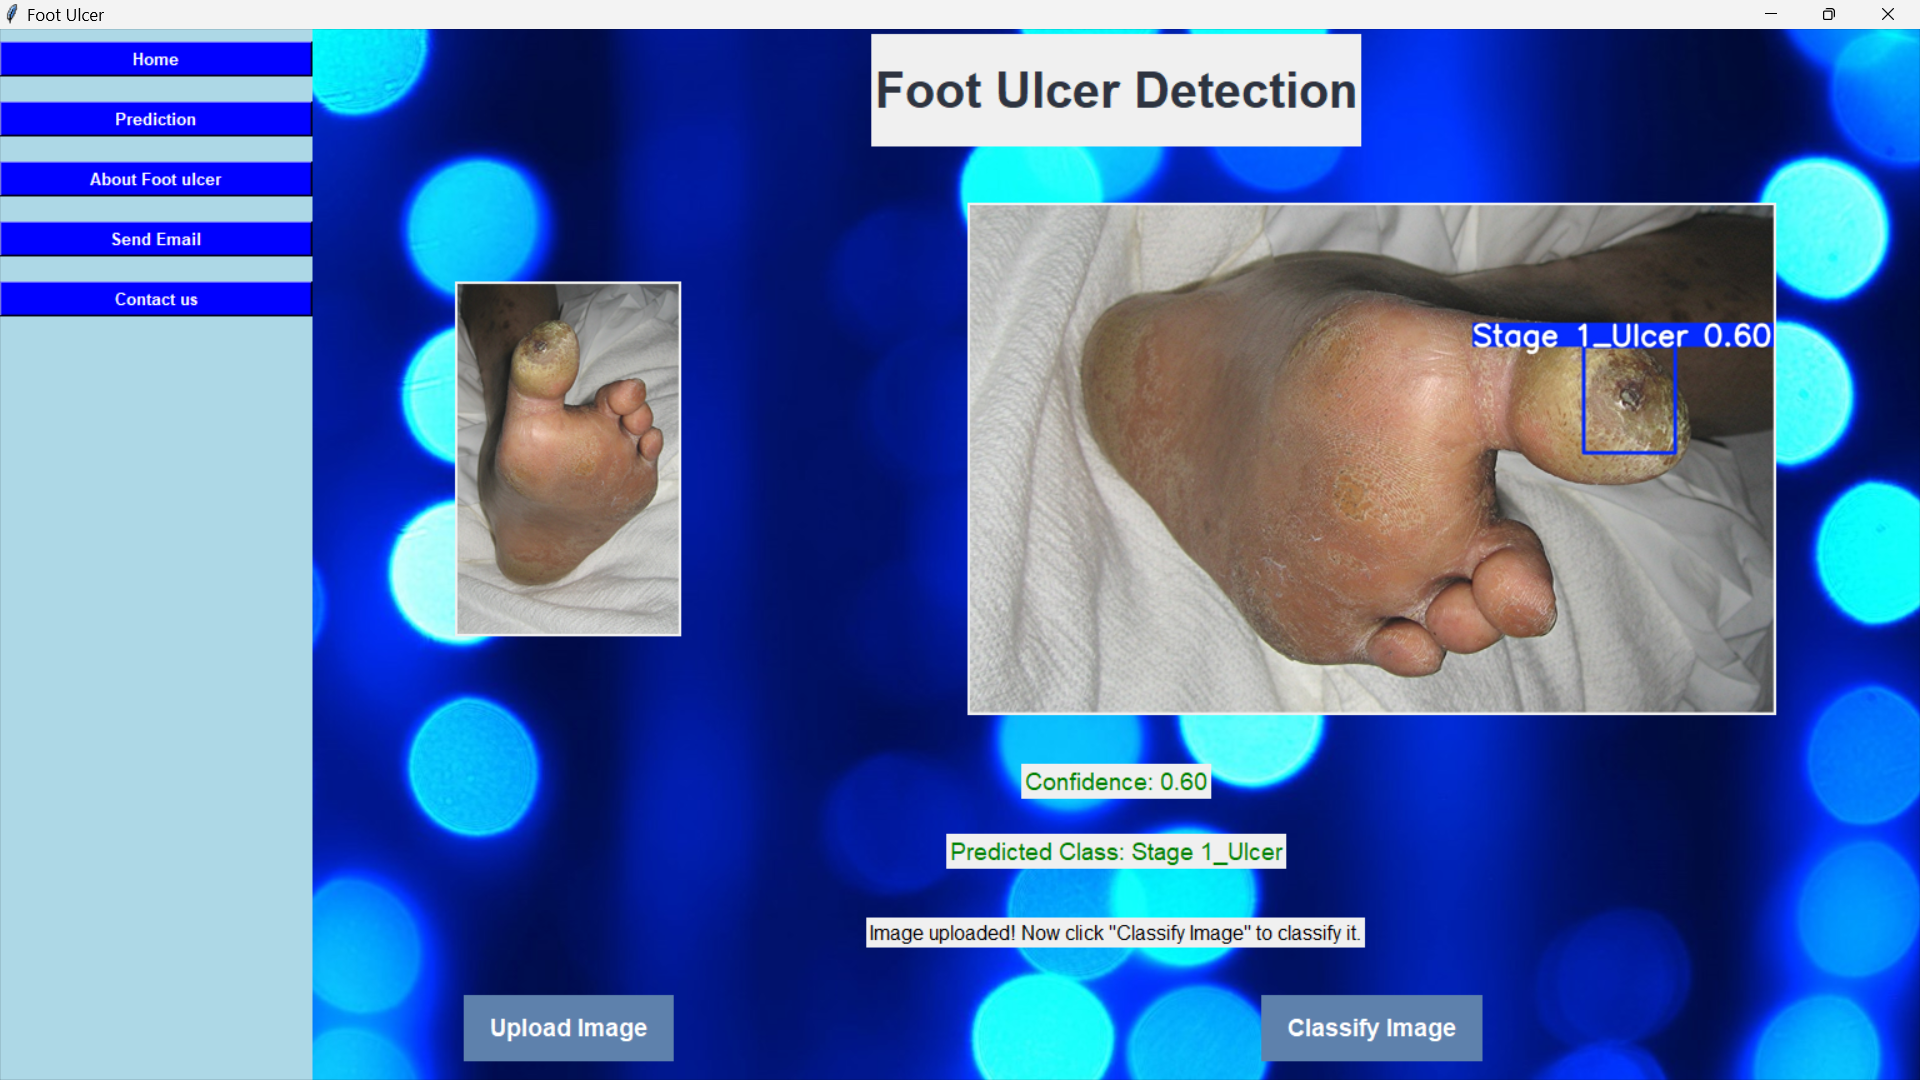 Foot Ulcer
Home
Prediction
About Foot ulcer
Send Email
Contact us
Foot Ulcer Detection
Stage 1_Ulcer 0.60
Confidence: 0.60
Predicted Class: Stage 1_Ulcer
Image uploaded! Now click "Classify Image" to classify it.
Upload Image
Classify Image